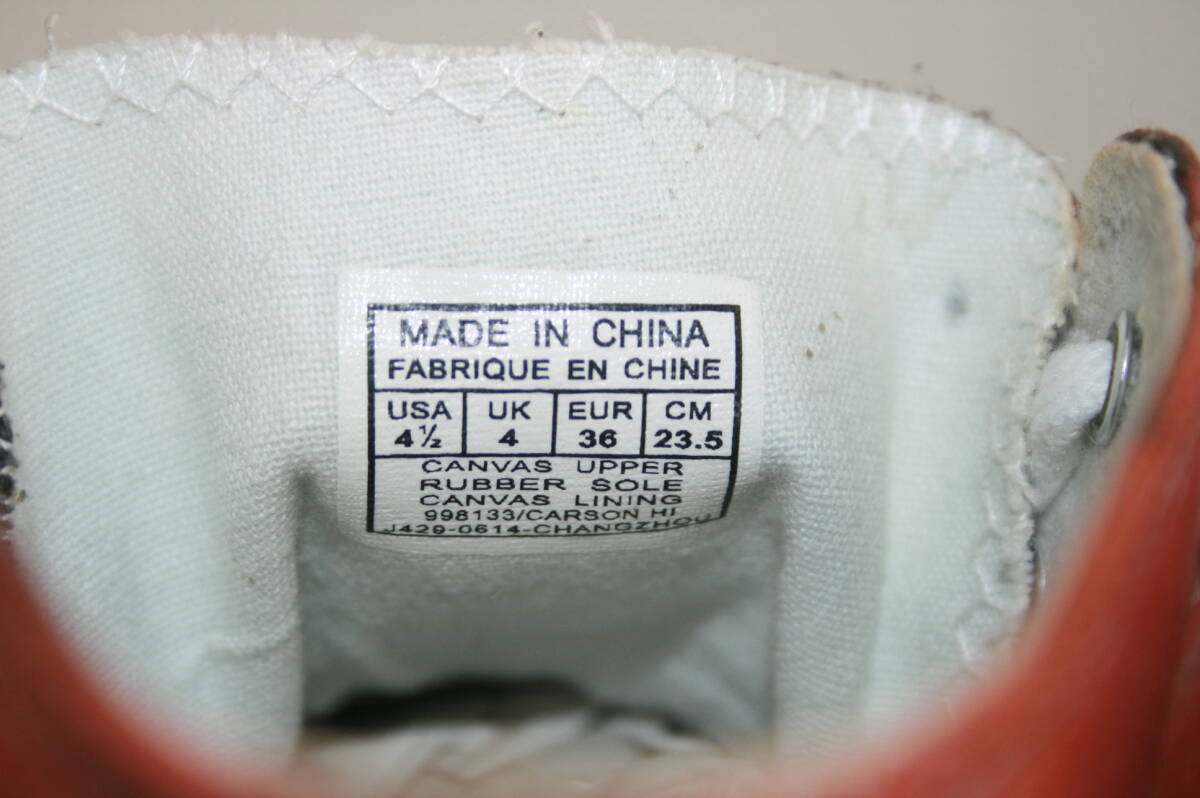 MADE IN CHINA
FABRIQUE EN CHINE
USA UK EUR CM
4½ 4 36 23.5
CANVAS UPPER
RUBBER SOLE
CANVAS LINING
998133/CARSON HI
J429-0614-CHANGZHOU